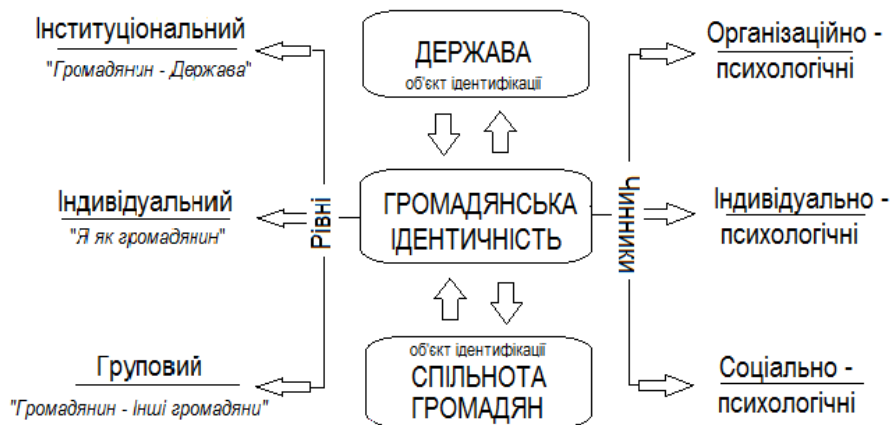 Інституціональний
"Громадянин - Держава"
ДЕРЖАВА
об'єкт ідентифікації
Організаційно -
психологічні
Індивідуальний
"Я як громадянин"
Рівні
ГРОМАДЯНСЬКА
ІДЕНТИЧНІСТЬ
Чинники
Індивідуально -
психологічні
Груповий
"Громадянин - Інші громадяни"
об'єкт ідентифікації
СПІЛЬНОТА
ГРОМАДЯН
Соціально -
психологічні